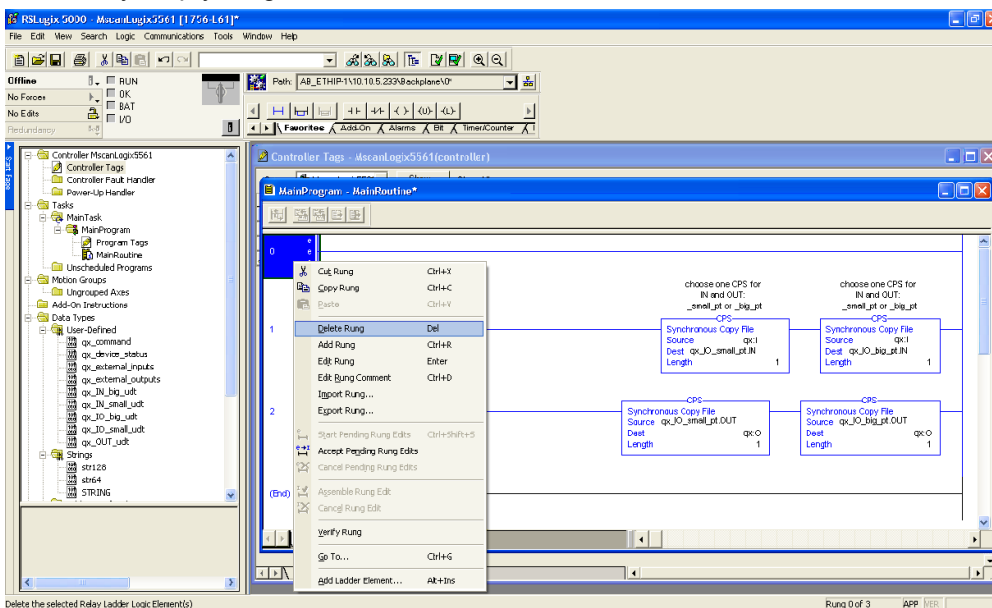 RSLogix 5000 - MscanLogix5561 [1756-L61]*
File Edit View Search Logic Communications Tools Window Help
Offline
RUN
No Forces
OK
No Edits
BAT
Redundancy
I/O
Path: AB_ETHIP-1\10.10.5.233\Backplane\0*
Favorites Add-On Alarms Bit Timer/Counter
Start Page
Controller MscanLogix5561
Controller Tags
Controller Fault Handler
Power-Up Handler
Tasks
MainTask
MainProgram
Program Tags
MainRoutine
Unscheduled Programs
Motion Groups
Ungrouped Axes
Add-On Instructions
Data Types
User-Defined
qx_command
qx_device_status
qx_external_inputs
qx_external_outputs
qx_IN_big_udt
qx_IN_small_udt
qx_IO_big_udt
qx_IO_small_udt
qx_OUT_udt
Strings
str128
str64
STRING
Controller Tags - MscanLogix5561(controller)
MainProgram - MainRoutine*
0
e
e
Cut Rung Ctrl+X
Copy Rung Ctrl+C
Paste Ctrl+V
Delete Rung Del
Add Rung Ctrl+R
Edit Rung Enter
Edit Rung Comment Ctrl+D
Import Rung...
Export Rung...
Start Pending Rung Edits Ctrl+Shift+S
Accept Pending Rung Edits
Cancel Pending Rung Edits
Assemble Rung Edit
Cancel Rung Edit
Verify Rung
Go To... Ctrl+G
Add Ladder Element... Alt+Ins
1
choose one CPS for
IN and OUT:
_small_pt or _big_pt
CPS
Synchronous Copy File
Source qx:I
Dest qx_IO_small_pt.IN
Length 1
choose one CPS for
IN and OUT:
_small_pt or _big_pt
CPS
Synchronous Copy File
Source qx:I
Dest qx_IO_big_pt.IN
Length 1
2
CPS
Synchronous Copy File
Source qx_IO_small_pt.OUT
Dest qx:O
Length 1
CPS
Synchronous Copy File
Source qx_IO_big_pt.OUT
Dest qx:O
Length 1
(End)
Delete the selected Relay Ladder Logic Element(s)
Rung 0 of 3 APP VER